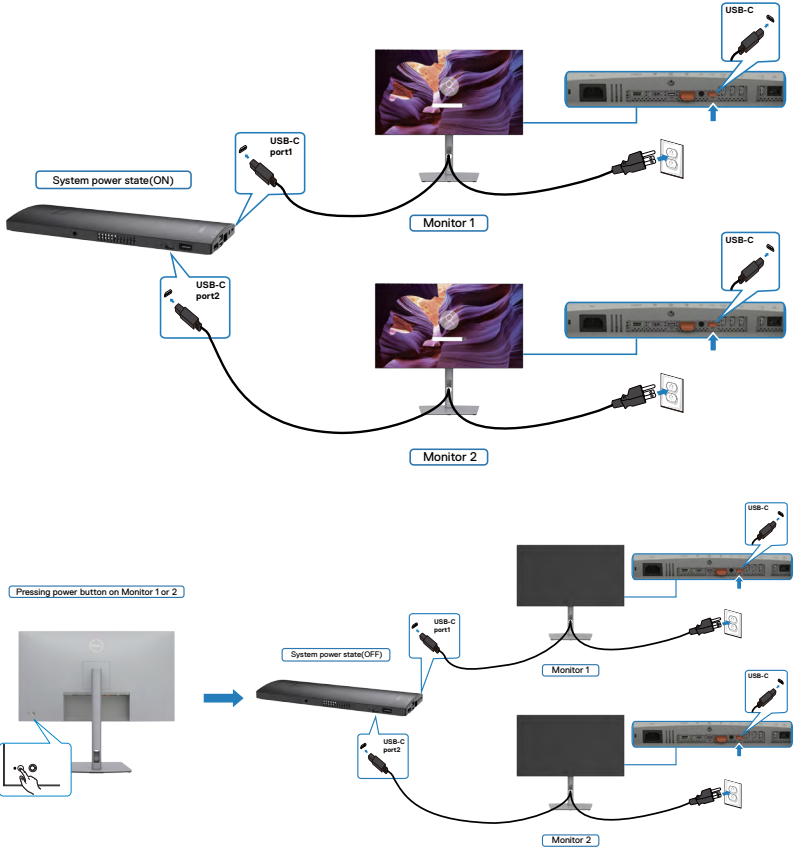 USB-C
USB-C
port1
System power state(ON)
Monitor 1
USB-C
USB-C
port2
Monitor 2
USB-C
Pressing power button on Monitor 1 or 2
USB-C
port1
System power state(OFF)
DELL
Monitor 1
USB-C
USB-C
port2
Monitor 2